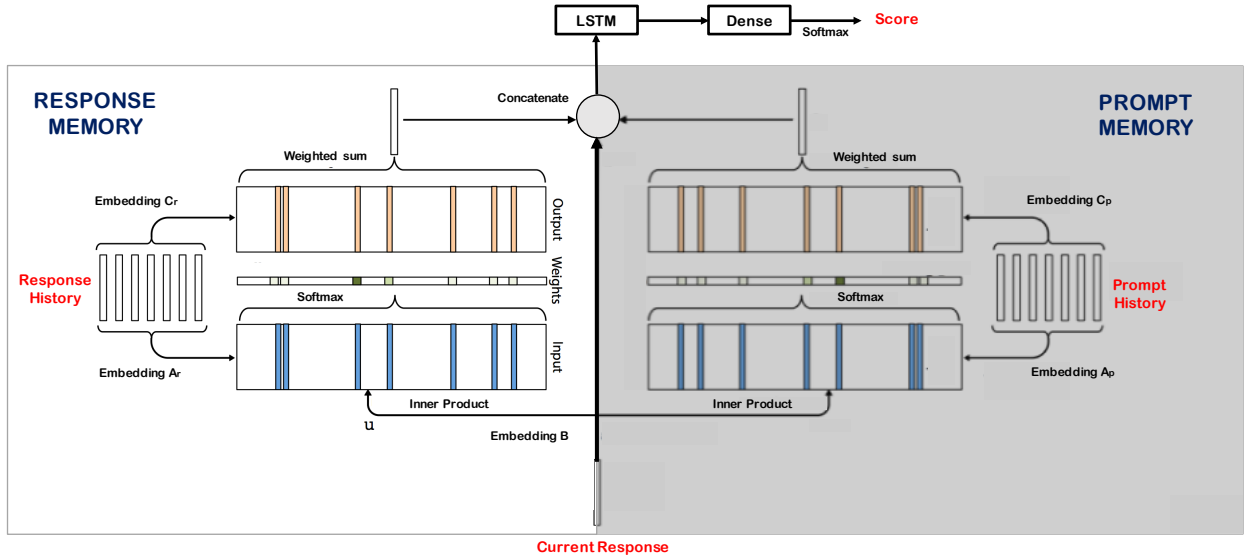 LSTM
Dense
Softmax
Score
RESPONSE
MEMORY
Concatenate
PROMPT
MEMORY
Weighted sum
Weighted sum
Embedding Cr
Output
Embedding Cp
Response
History
Weights
Prompt
History
Softmax
Softmax
Embedding Ar
Input
Embedding Ap
Inner Product
Inner Product
u
Embedding B
Current Response